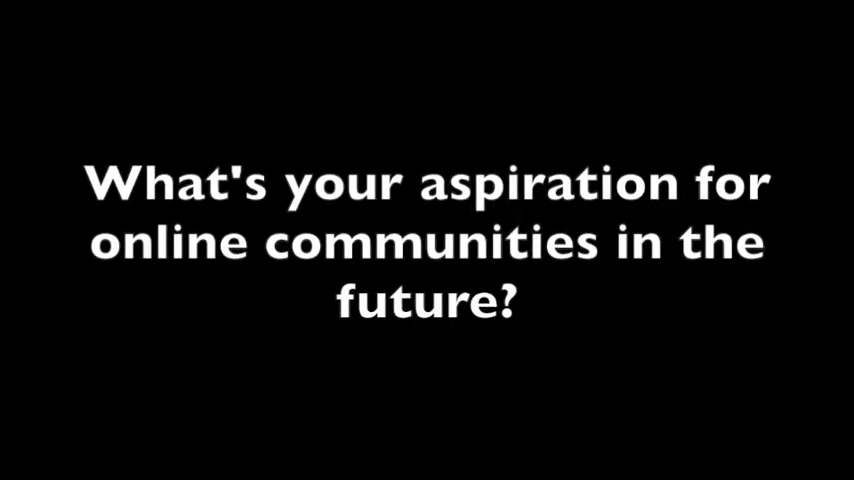 What's your aspiration for
online communities in the
future?